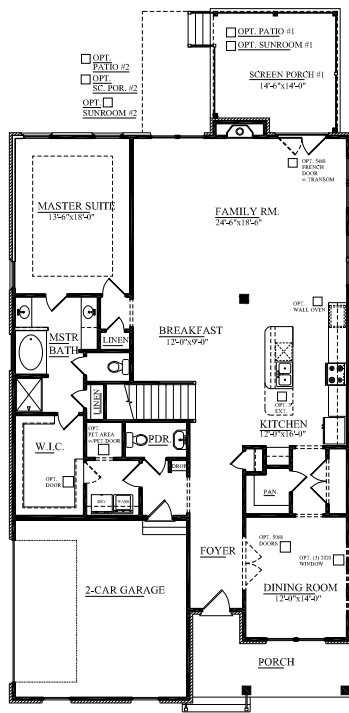 OPT. PATIO #1
OPT. SUNROOM #1
OPT.
PATIO #2
OPT.
SC. POR. #2
OPT.
SUNROOM #2
SCREEN PORCH #1
14'-6"x14'-0"
OPT. 5468
FRENCH
DOOR
w/TRANSOM
MASTER SUITE
13'-6"x18'-0"
FAMILY RM.
24'-6"x18'-6"
OPT.
WALL OVEN
LINEN
MSTR
BATH
BREAKFAST
12'-0"x9'-0"
LINEN
OPT. 3'
EXT.
KITCHEN
12'-0"x16'-0"
W.I.C.
OPT.
PET AREA
w/PET DOOR
PDR.
DROP
OPT.
DOOR
DRY
WASH
PAN.
FOYER
OPT. 5068
DOORS
OPT. (3) 2020
WINDOW
2-CAR GARAGE
DINING ROOM
12'-0"x14'-0"
PORCH